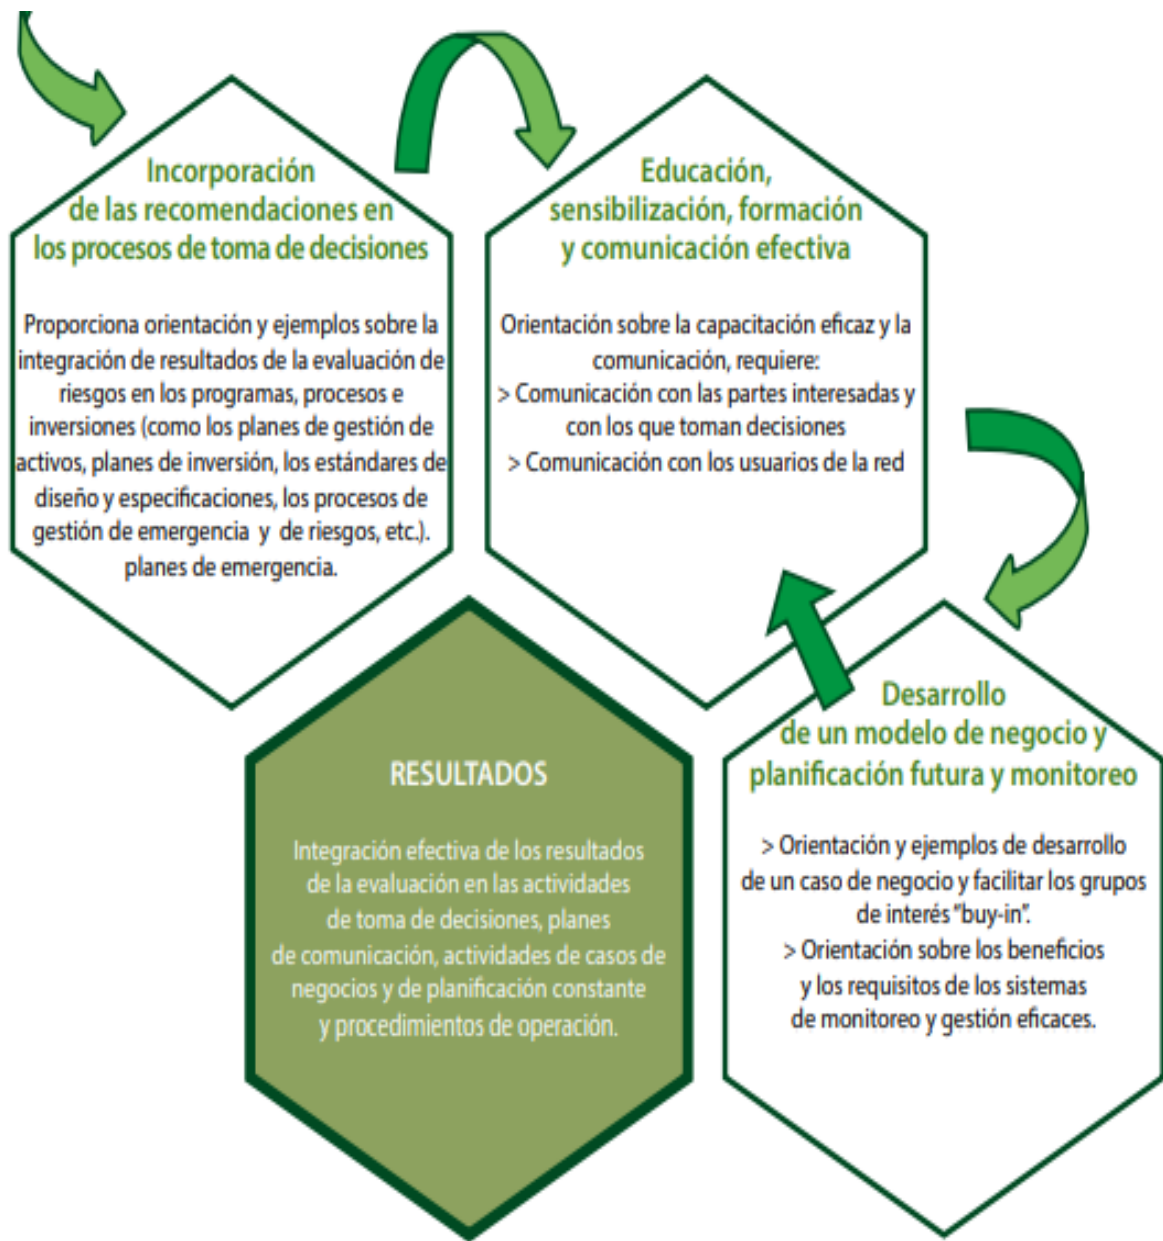 Incorporación
de las recomendaciones en
los procesos de toma de decisiones
Proporciona orientación y ejemplos sobre la
integración de resultados de la evaluación de
riesgos en los programas, procesos e
inversiones (como los planes de gestión de
activos, planes de inversión, los estándares de
diseño y especificaciones, los procesos de
gestión de emergencia y de riesgos, etc.).
planes de emergencia.
Educación,
sensibilización, formación
y comunicación efectiva
Orientación sobre la capacitación eficaz y la
comunicación, requiere:
> Comunicación con las partes interesadas y
con los que toman decisiones
> Comunicación con los usuarios de la red
RESULTADOS
Integración efectiva de los resultados
de la evaluación en las actividades
de toma de decisiones, planes
de comunicación, actividades de casos de
negocios y de planificación constante
y procedimientos de operación.
Desarrollo
de un modelo de negocio y
planificación futura y monitoreo
> Orientación y ejemplos de desarrollo
de un caso de negocio y facilitar los grupos
de interés “buy-in”.
> Orientación sobre los beneficios
y los requisitos de los sistemas
de monitoreo y gestión eficaces.